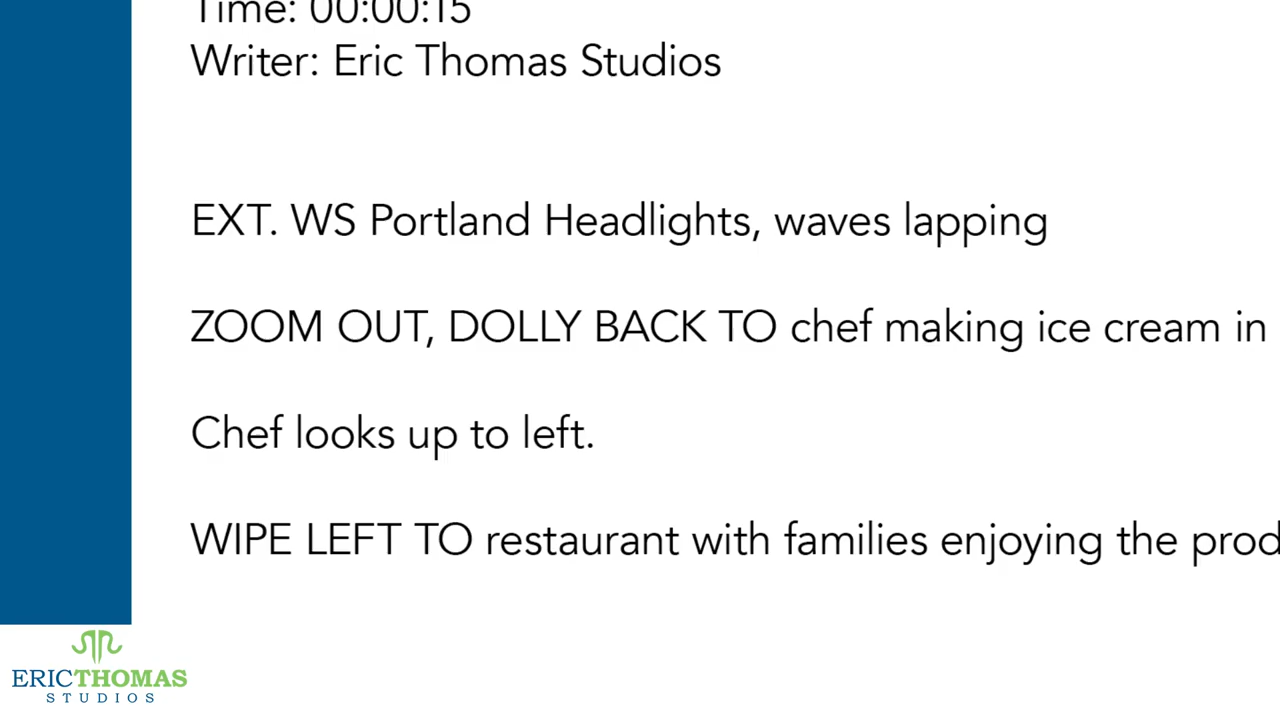 Time: 00:00:15
Writer: Eric Thomas Studios
EXT. WS Portland Headlights, waves lapping
ZOOM OUT, DOLLY BACK TO chef making ice cream in
Chef looks up to left.
WIPE LEFT TO restaurant with families enjoying the prod
ERICTHOMAS
STUDIOS